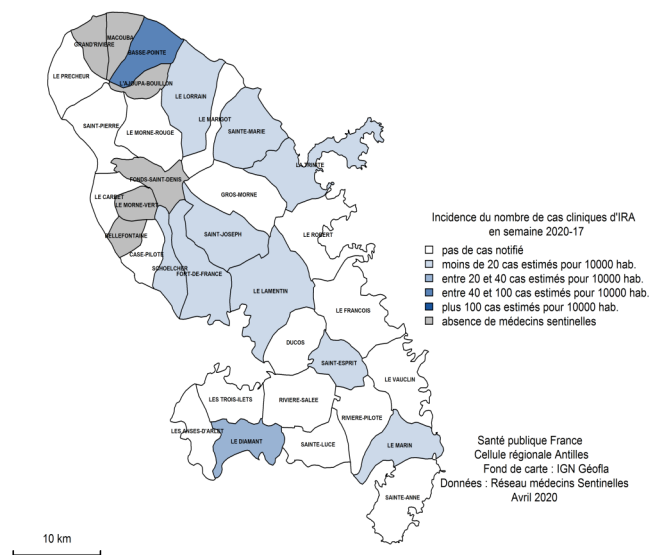 MACOUBA
GRAND'RIVIERE
BASSE-POINTE
LE PRECHEUR
L'AJOUPA-BOUILLON
LE LORRAIN
LE MARIGOT
SAINT-PIERRE
LE MORNE-ROUGE
SAINTE-MARIE
LA TRINITE
FONDS-SAINT-DENIS
LE CARBET
GROS-MORNE
LE MORNE-VERT
BELLEFONTAINE
SAINT-JOSEPH
LE ROBERT
CASE-PILOTE
SCHOELCHER
FORT-DE-FRANCE
LE LAMENTIN
LE FRANCOIS
DUCOS
SAINT-ESPRIT
LE VAUCLIN
LES TROIS-ILETS
RIVIERE-SALEE
RIVIERE-PILOTE
LES ANSES-D'ARLET
LE DIAMANT
SAINTE-LUCE
LE MARIN
SAINTE-ANNE
Incidence du nombre de cas cliniques d'IRA
en semaine 2020-17
pas de cas notifié
moins de 20 cas estimés pour 10000 hab.
entre 20 et 40 cas estimés pour 10000 hab.
entre 40 et 100 cas estimés pour 10000 hab.
plus 100 cas estimés pour 10000 hab.
absence de médecins sentinelles
Santé publique France
Cellule régionale Antilles
Fond de carte : IGN Géofla
Données : Réseau médecins Sentinelles
Avril 2020
10 km